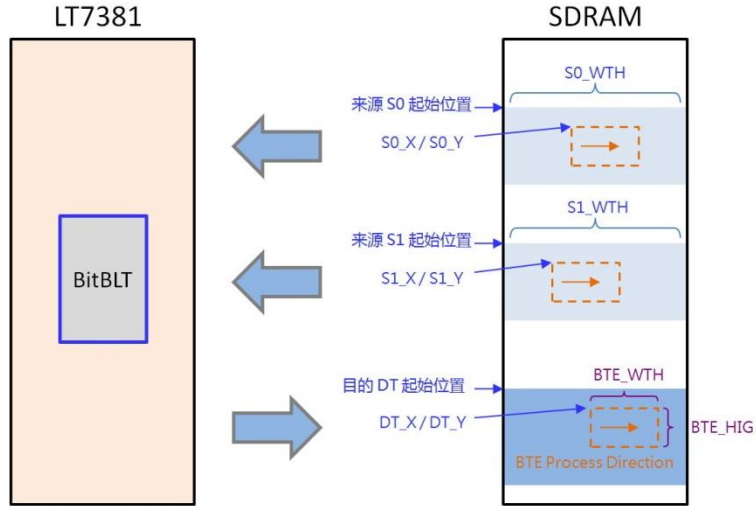 LT7381
SDRAM
S0_WTH
来源 S0 起始位置
S0_X / S0_Y
S1_WTH
来源 S1 起始位置
S1_X / S1_Y
BitBLT
目的 DT 起始位置
BTE_WTH
DT_X / DT_Y
BTE_HIG
BTE Process Direction